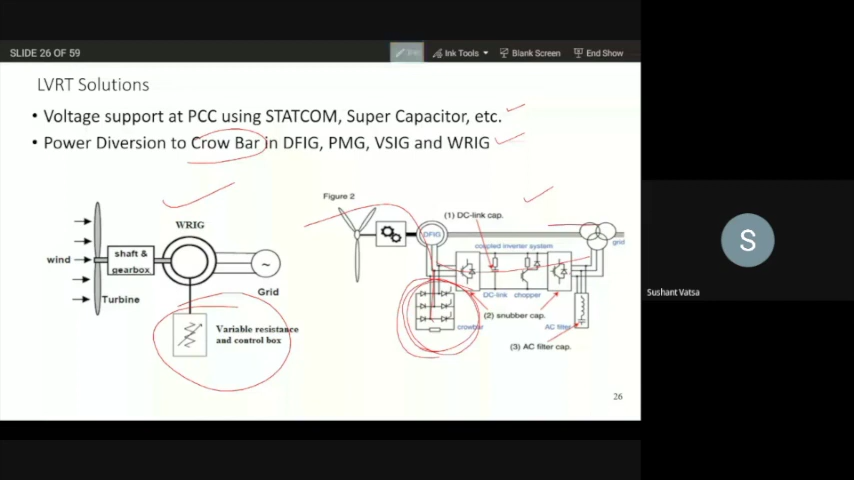 SLIDE 26 OF 59
Ink Tools
Blank Screen
End Show
LVRT Solutions
• Voltage support at PCC using STATCOM, Super Capacitor, etc.
• Power Diversion to Crow Bar in DFIG, PMG, VSIG and WRIG
WRIG
wind
shaft &
gearbox
Turbine
~
Grid
Variable resistance
and control box
Figure 2
(1) DC-link cap.
DFIG
coupled inverter system
grid
DC-link
chopper
(2) snubber cap.
crowbar
AC filter
(3) AC filter cap.
26
S
Sushant Vatsa